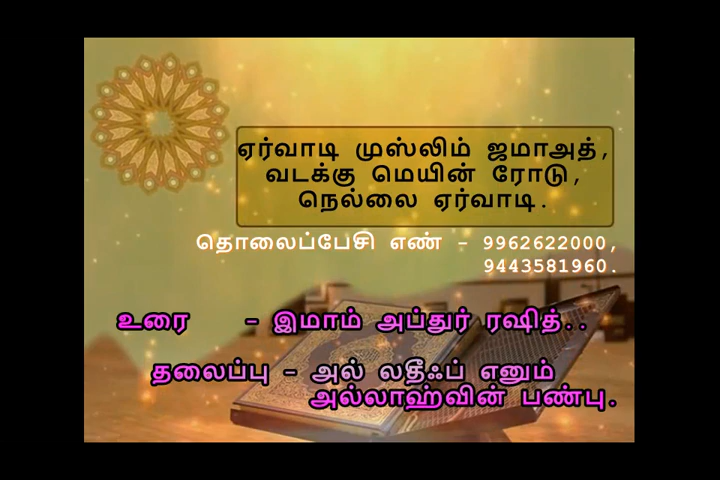 ஏர்வாடி முஸ்லிம் ஜமாஅத்,
வடக்கு மெயின் ரோடு,
நெல்லை ஏர்வாடி.
தொலைப்பேசி எண் - 9962622000,
9443581960.
உரை - இமாம் அப்துர் ரஷித்..
தலைப்பு - அல் லதீஃப் எனும்
அல்லாஹ்வின் பண்பு.